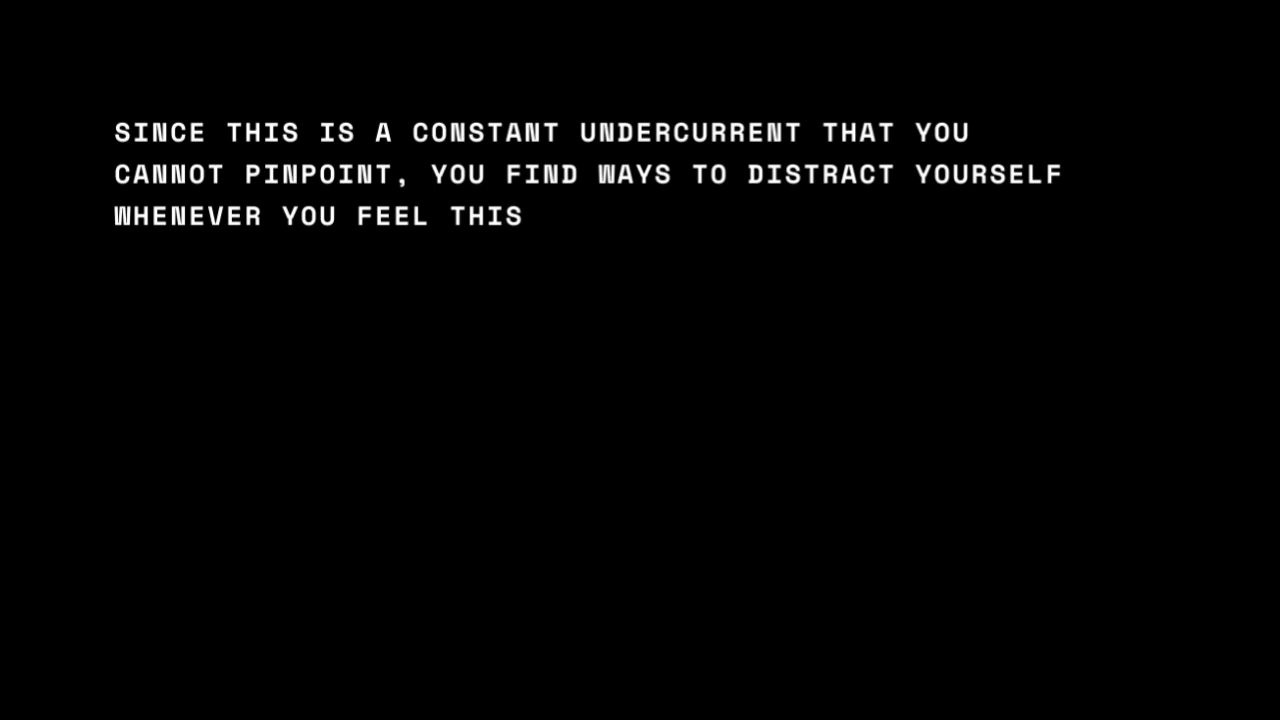 SINCE THIS IS A CONSTANT UNDERCURRENT THAT YOU
CANNOT PINPOINT, YOU FIND WAYS TO DISTRACT YOURSELF
WHENEVER YOU FEEL THIS